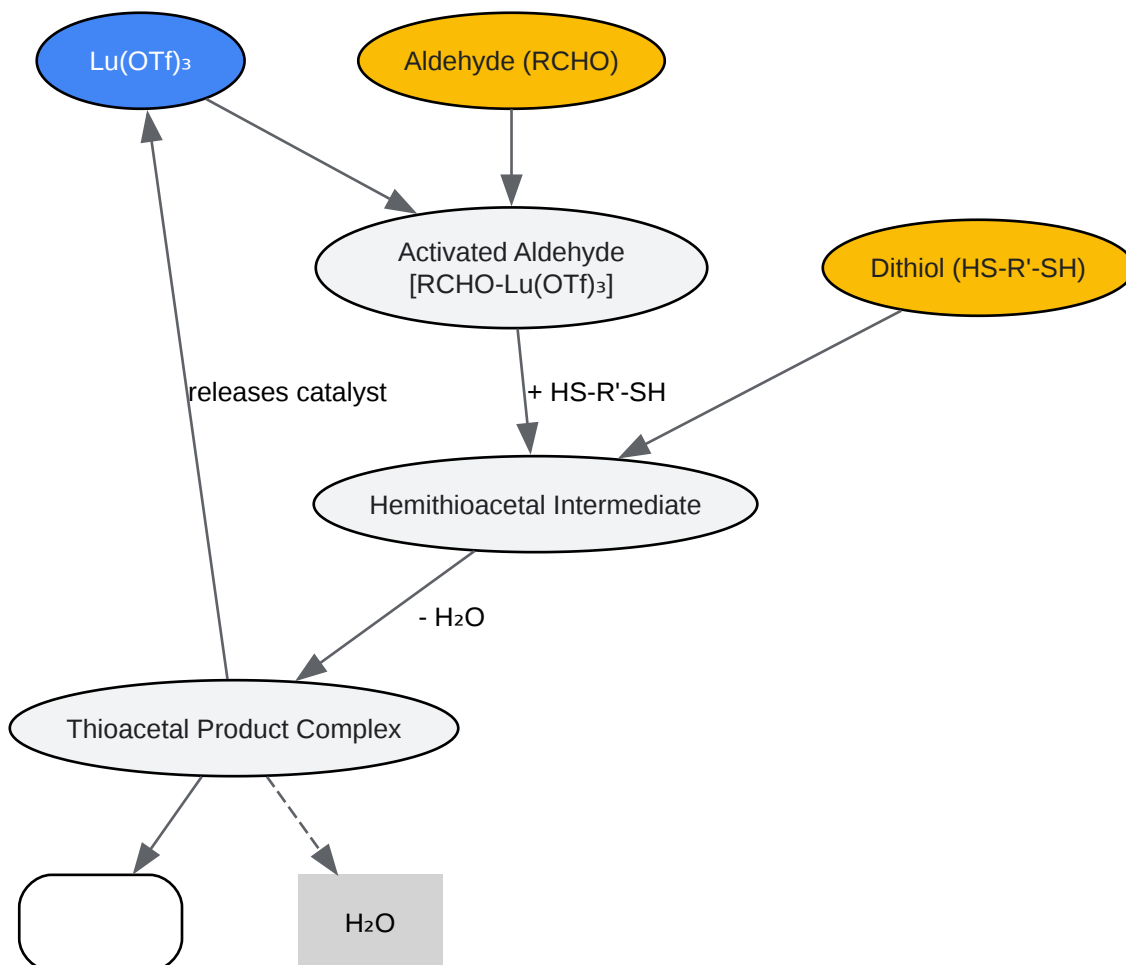 Lu(OTf)₃
Aldehyde (RCHO)
Activated Aldehyde
[RCHO-Lu(OTf)₃]
Dithiol (HS-R'-SH)
releases catalyst
+ HS-R'-SH
Hemithioacetal Intermediate
- H₂O
Thioacetal Product Complex
H₂O